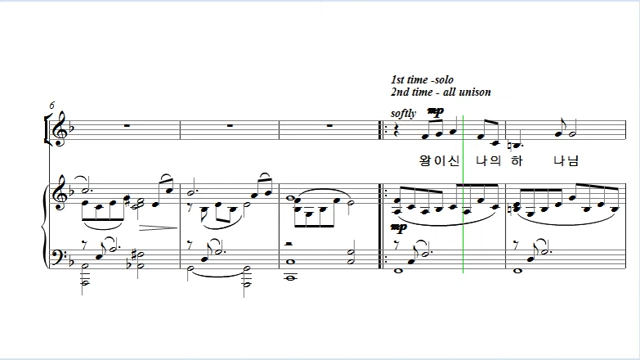 1st time -solo
2nd time - all unison
6
softly mp
왕이신 나의 하 나님
mp